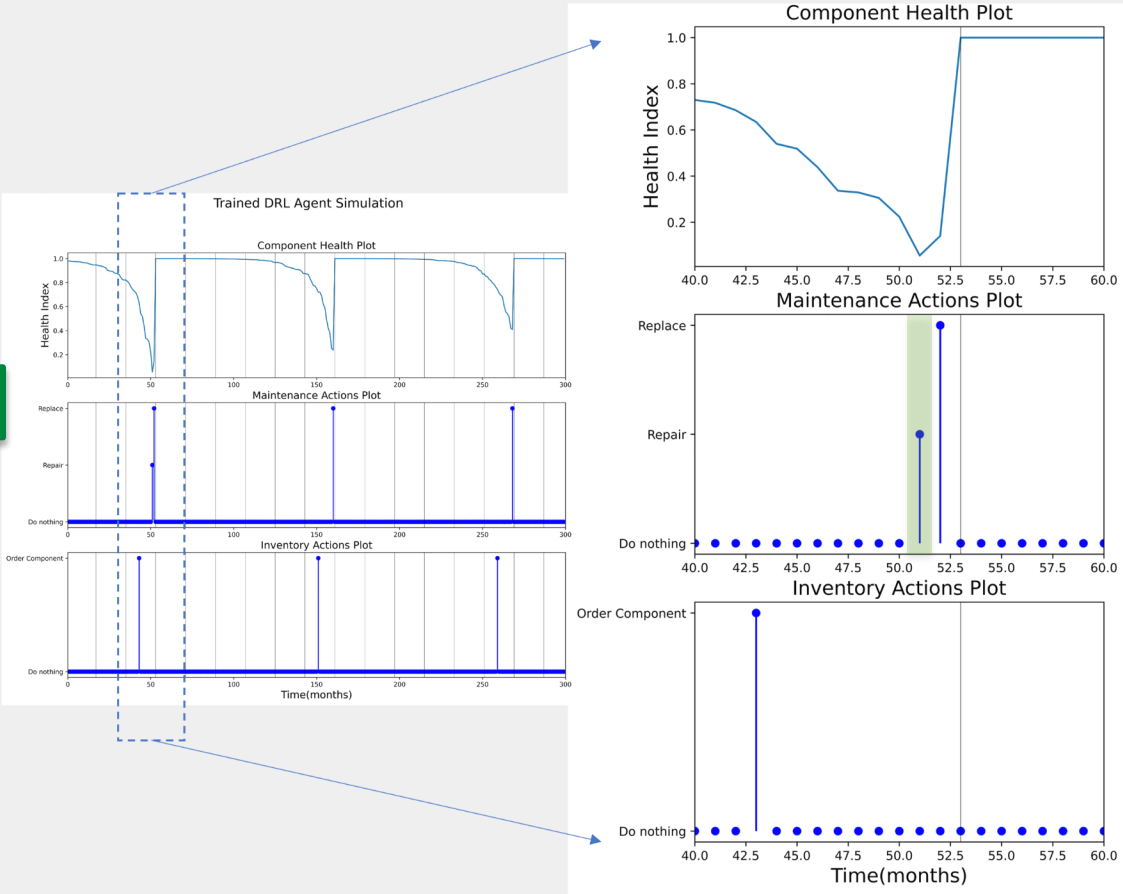 Trained DRL Agent Simulation
Component Health Plot
Health Index
1.0
0.8
0.6
0.4
0.2
0 50 100 150 200 250 300
Maintenance Actions Plot
Replace
Repair
Do nothing
0 50 100 150 200 250 300
Inventory Actions Plot
Order Component
Do nothing
0 50 100 150 200 250 300
Time(months)
Component Health Plot
Health Index
1.0
0.8
0.6
0.4
0.2
40.0 42.5 45.0 47.5 50.0 52.5 55.0 57.5 60.0
Maintenance Actions Plot
Replace
Repair
Do nothing
40.0 42.5 45.0 47.5 50.0 52.5 55.0 57.5 60.0
Inventory Actions Plot
Order Component
Do nothing
40.0 42.5 45.0 47.5 50.0 52.5 55.0 57.5 60.0
Time(months)